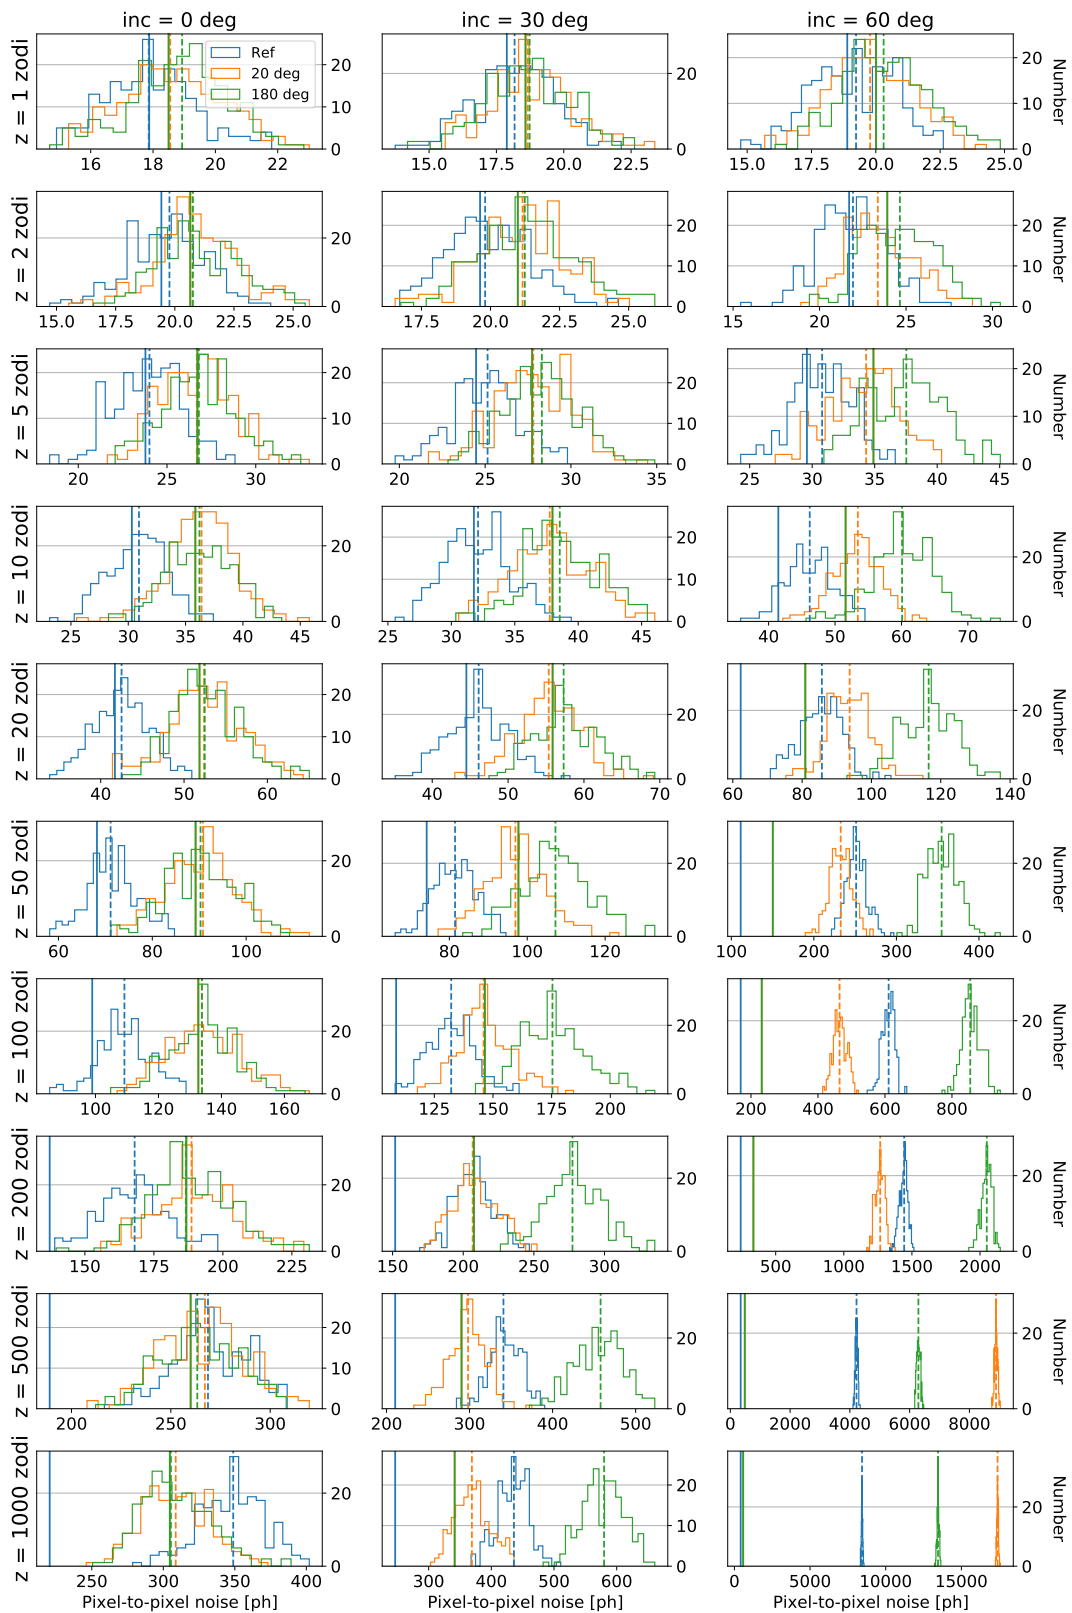 inc = 0 deg inc = 30 deg inc = 60 deg
Ref
20 deg
180 deg
z = 1 zodi
16 18 20 22
0 10 20
15.0 17.5 20.0 22.5
0 20
15.0 17.5 20.0 22.5 25.0
0 10 20
Number
z = 2 zodi
15.0 17.5 20.0 22.5 25.0
0 20
17.5 20.0 22.5 25.0
0 10 20
15 20 25 30
0 10 20
Number
z = 5 zodi
20 25 30
0 10 20
20 25 30 35
0 10 20
25 30 35 40 45
0 10 20
Number
z = 10 zodi
25 30 35 40 45
0 20
25 30 35 40 45
0 10 20
40 50 60 70
0 20
Number
z = 20 zodi
40 50 60
0 10 20
40 50 60 70
0 20
60 80 100 120 140
0 20
Number
z = 50 zodi
60 80 100
0 20
80 100 120
0 20
100 200 300 400
0 10 20
Number
z = 100 zodi
100 120 140 160
0 20
125 150 175 200
0 20
200 400 600 800
0 10 20
Number
z = 200 zodi
150 175 200 225
0 20
150 200 250 300
0 20
500 1000 1500 2000
0 20
Number
z = 500 zodi
200 250 300
0 10 20
200 300 400 500
0 20
0 2000 4000 6000 8000
0 20
Number
z = 1000 zodi
250 300 350 400
0 20
300 400 500 600
0 10 20
0 5000 10000 15000
0 20
Number
Pixel-to-pixel noise [ph] Pixel-to-pixel noise [ph] Pixel-to-pixel noise [ph]